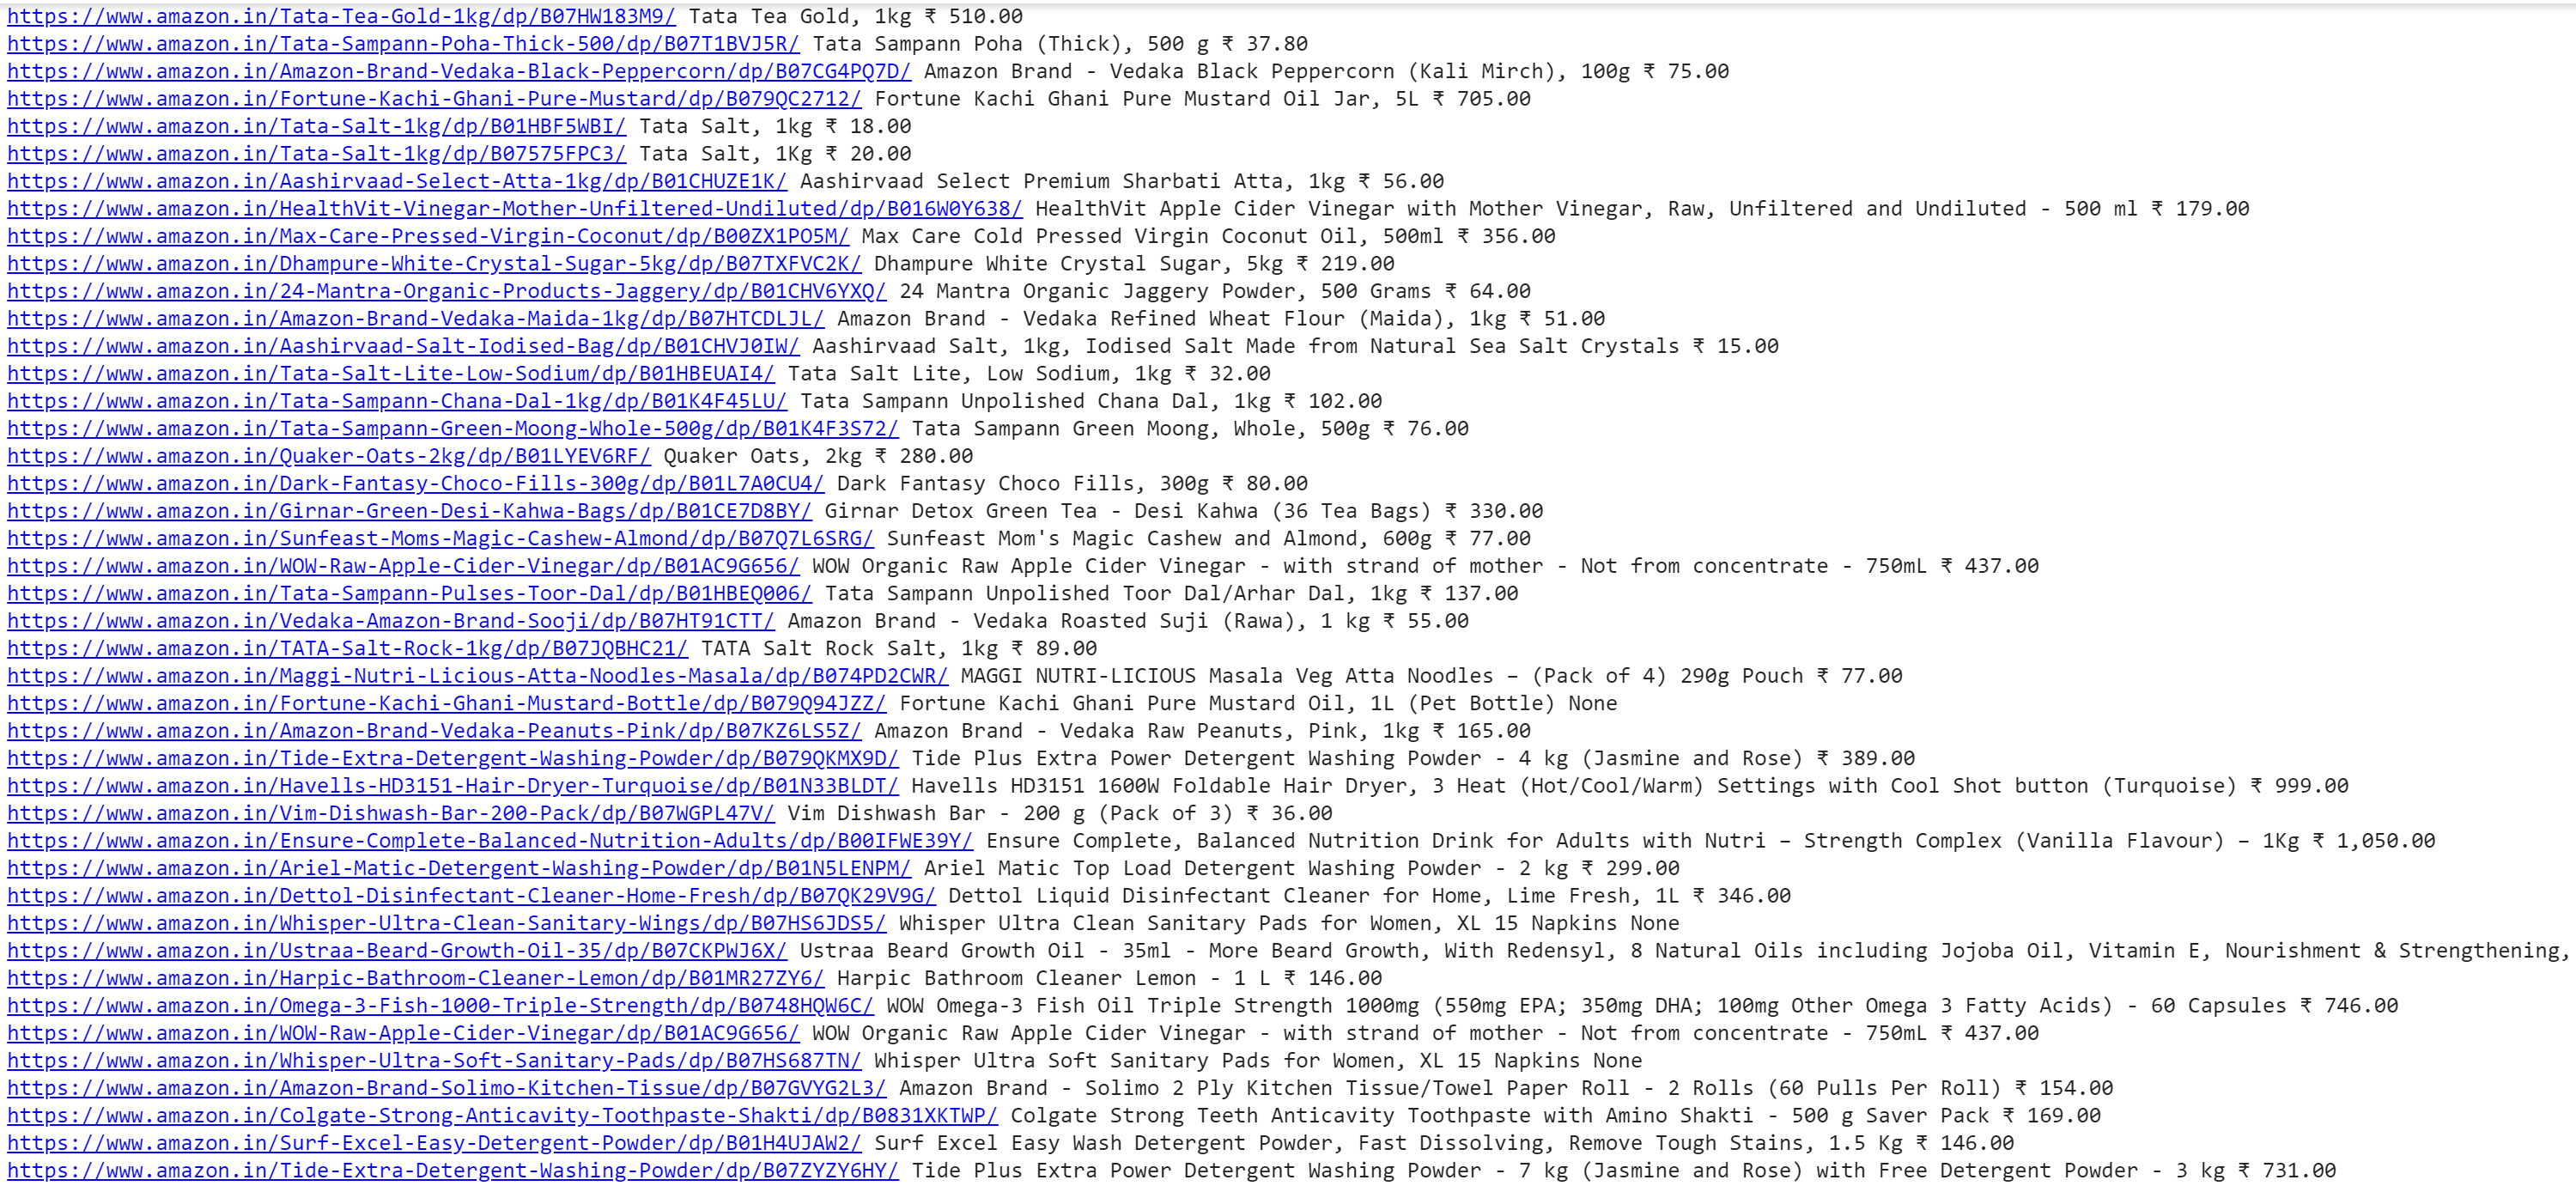 https://www.amazon.in/Tata-Tea-Gold-1kg/dp/B07HW183M9/ Tata Tea Gold, 1kg ₹ 510.00
https://www.amazon.in/Tata-Sampann-Poha-Thick-500/dp/B07T1BVJ5R/ Tata Sampann Poha (Thick), 500 g ₹ 37.80
https://www.amazon.in/Amazon-Brand-Vedaka-Black-Peppercorn/dp/B07CG4PQ7D/ Amazon Brand - Vedaka Black Peppercorn (Kali Mirch), 100g ₹ 75.00
https://www.amazon.in/Fortune-Kachi-Ghani-Pure-Mustard/dp/B079QC2712/ Fortune Kachi Ghani Pure Mustard Oil Jar, 5L ₹ 705.00
https://www.amazon.in/Tata-Salt-1kg/dp/B01HBF5WBI/ Tata Salt, 1kg ₹ 18.00
https://www.amazon.in/Tata-Salt-1kg/dp/B07575FPC3/ Tata Salt, 1Kg ₹ 20.00
https://www.amazon.in/Aashirvaad-Select-Atta-1kg/dp/B01CHUZE1K/ Aashirvaad Select Premium Sharbati Atta, 1kg ₹ 56.00
https://www.amazon.in/HealthVit-Vinegar-Mother-Unfiltered-Undiluted/dp/B016W0Y638/ HealthVit Apple Cider Vinegar with Mother Vinegar, Raw, Unfiltered and Undiluted - 500 ml ₹ 179.00
https://www.amazon.in/Max-Care-Pressed-Virgin-Coconut/dp/B00ZX1PO5M/ Max Care Cold Pressed Virgin Coconut Oil, 500ml ₹ 356.00
https://www.amazon.in/Dhampure-White-Crystal-Sugar-5kg/dp/B07TXFVC2K/ Dhampure White Crystal Sugar, 5kg ₹ 219.00
https://www.amazon.in/24-Mantra-Organic-Products-Jaggery/dp/B01CHV6YXQ/ 24 Mantra Organic Jaggery Powder, 500 Grams ₹ 64.00
https://www.amazon.in/Amazon-Brand-Vedaka-Maida-1kg/dp/B07HTCDLJL/ Amazon Brand - Vedaka Refined Wheat Flour (Maida), 1kg ₹ 51.00
https://www.amazon.in/Aashirvaad-Salt-Iodised-Bag/dp/B01CHVJ0IW/ Aashirvaad Salt, 1kg, Iodised Salt Made from Natural Sea Salt Crystals ₹ 15.00
https://www.amazon.in/Tata-Salt-Lite-Low-Sodium/dp/B01HBEUAI4/ Tata Salt Lite, Low Sodium, 1kg ₹ 32.00
https://www.amazon.in/Tata-Sampann-Chana-Dal-1kg/dp/B01K4F45LU/ Tata Sampann Unpolished Chana Dal, 1kg ₹ 102.00
https://www.amazon.in/Tata-Sampann-Green-Moong-Whole-500g/dp/B01K4F3S72/ Tata Sampann Green Moong, Whole, 500g ₹ 76.00
https://www.amazon.in/Quaker-Oats-2kg/dp/B01LYEV6RF/ Quaker Oats, 2kg ₹ 280.00
https://www.amazon.in/Dark-Fantasy-Choco-Fills-300g/dp/B01L7A0CU4/ Dark Fantasy Choco Fills, 300g ₹ 80.00
https://www.amazon.in/Girnar-Green-Desi-Kahwa-Bags/dp/B01CE7D8BY/ Girnar Detox Green Tea - Desi Kahwa (36 Tea Bags) ₹ 330.00
https://www.amazon.in/Sunfeast-Moms-Magic-Cashew-Almond/dp/B07Q7L6SRG/ Sunfeast Mom's Magic Cashew and Almond, 600g ₹ 77.00
https://www.amazon.in/WOW-Raw-Apple-Cider-Vinegar/dp/B01AC9G656/ WOW Organic Raw Apple Cider Vinegar - with strand of mother - Not from concentrate - 750mL ₹ 437.00
https://www.amazon.in/Tata-Sampann-Pulses-Toor-Dal/dp/B01HBEQ006/ Tata Sampann Unpolished Toor Dal/Arhar Dal, 1kg ₹ 137.00
https://www.amazon.in/Vedaka-Amazon-Brand-Sooji/dp/B07HT91CTT/ Amazon Brand - Vedaka Roasted Suji (Rawa), 1 kg ₹ 55.00
https://www.amazon.in/TATA-Salt-Rock-1kg/dp/B07JQBHC21/ TATA Salt Rock Salt, 1kg ₹ 89.00
https://www.amazon.in/Maggi-Nutri-Licious-Atta-Noodles-Masala/dp/B074PD2CWR/ MAGGI NUTRI-LICIOUS Masala Veg Atta Noodles – (Pack of 4) 290g Pouch ₹ 77.00
https://www.amazon.in/Fortune-Kachi-Ghani-Mustard-Bottle/dp/B079Q94JZZ/ Fortune Kachi Ghani Pure Mustard Oil, 1L (Pet Bottle) None
https://www.amazon.in/Amazon-Brand-Vedaka-Peanuts-Pink/dp/B07KZ6LS5Z/ Amazon Brand - Vedaka Raw Peanuts, Pink, 1kg ₹ 165.00
https://www.amazon.in/Tide-Extra-Detergent-Washing-Powder/dp/B079QKMX9D/ Tide Plus Extra Power Detergent Washing Powder - 4 kg (Jasmine and Rose) ₹ 389.00
https://www.amazon.in/Havells-HD3151-Hair-Dryer-Turquoise/dp/B01N33BLDT/ Havells HD3151 1600W Foldable Hair Dryer, 3 Heat (Hot/Cool/Warm) Settings with Cool Shot button (Turquoise) ₹ 999.00
https://www.amazon.in/Vim-Dishwash-Bar-200-Pack/dp/B07WGPL47V/ Vim Dishwash Bar - 200 g (Pack of 3) ₹ 36.00
https://www.amazon.in/Ensure-Complete-Balanced-Nutrition-Adults/dp/B00IFWE39Y/ Ensure Complete, Balanced Nutrition Drink for Adults with Nutri – Strength Complex (Vanilla Flavour) – 1Kg ₹ 1,050.00
https://www.amazon.in/Ariel-Matic-Detergent-Washing-Powder/dp/B01N5LENPM/ Ariel Matic Top Load Detergent Washing Powder - 2 kg ₹ 299.00
https://www.amazon.in/Dettol-Disinfectant-Cleaner-Home-Fresh/dp/B07QK29V9G/ Dettol Liquid Disinfectant Cleaner for Home, Lime Fresh, 1L ₹ 346.00
https://www.amazon.in/Whisper-Ultra-Clean-Sanitary-Wings/dp/B07HS6JDS5/ Whisper Ultra Clean Sanitary Pads for Women, XL 15 Napkins None
https://www.amazon.in/Ustraa-Beard-Growth-Oil-35/dp/B07CKPWJ6X/ Ustraa Beard Growth Oil - 35ml - More Beard Growth, With Redensyl, 8 Natural Oils including Jojoba Oil, Vitamin E, Nourishment & Strengthening,
https://www.amazon.in/Harpic-Bathroom-Cleaner-Lemon/dp/B01MR27ZY6/ Harpic Bathroom Cleaner Lemon - 1 L ₹ 146.00
https://www.amazon.in/Omega-3-Fish-1000-Triple-Strength/dp/B0748HQW6C/ WOW Omega-3 Fish Oil Triple Strength 1000mg (550mg EPA; 350mg DHA; 100mg Other Omega 3 Fatty Acids) - 60 Capsules ₹ 746.00
https://www.amazon.in/WOW-Raw-Apple-Cider-Vinegar/dp/B01AC9G656/ WOW Organic Raw Apple Cider Vinegar - with strand of mother - Not from concentrate - 750mL ₹ 437.00
https://www.amazon.in/Whisper-Ultra-Soft-Sanitary-Pads/dp/B07HS687TN/ Whisper Ultra Soft Sanitary Pads for Women, XL 15 Napkins None
https://www.amazon.in/Amazon-Brand-Solimo-Kitchen-Tissue/dp/B07GVYG2L3/ Amazon Brand - Solimo 2 Ply Kitchen Tissue/Towel Paper Roll - 2 Rolls (60 Pulls Per Roll) ₹ 154.00
https://www.amazon.in/Colgate-Strong-Anticavity-Toothpaste-Shakti/dp/B0831XKTWP/ Colgate Strong Teeth Anticavity Toothpaste with Amino Shakti - 500 g Saver Pack ₹ 169.00
https://www.amazon.in/Surf-Excel-Easy-Detergent-Powder/dp/B01H4UJAW2/ Surf Excel Easy Wash Detergent Powder, Fast Dissolving, Remove Tough Stains, 1.5 Kg ₹ 146.00
https://www.amazon.in/Tide-Extra-Detergent-Washing-Powder/dp/B07ZYZY6HY/ Tide Plus Extra Power Detergent Washing Powder - 7 kg (Jasmine and Rose) with Free Detergent Powder - 3 kg ₹ 731.00